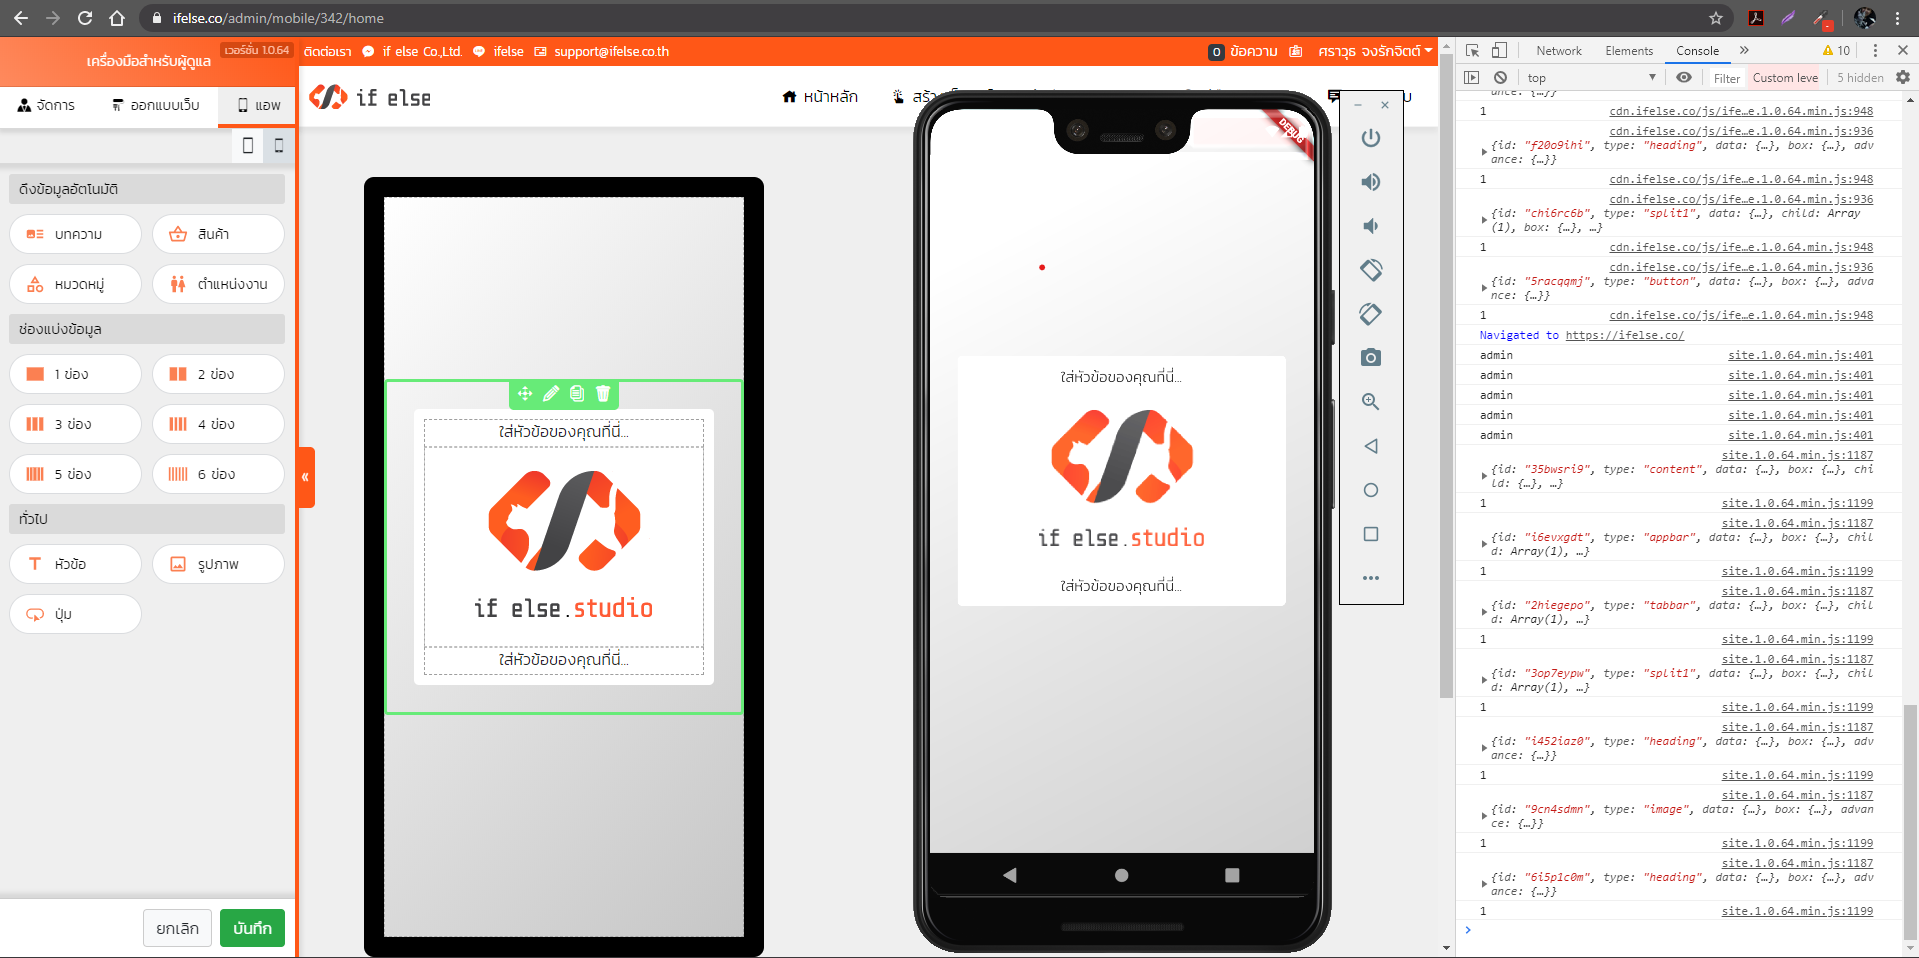 ifelse.co/admin/mobile/342/home
เครื่องมือสำหรับผู้ดูแล
เวอร์ชั่น 1.0.64
จัดการ
ออกแบบเว็บ
แอพ
ดึงข้อมูลอัตโนมัติ
บทความ
สินค้า
หมวดหมู่
ตำแหน่งงาน
ช่องแบ่งข้อมูล
1 ช่อง
2 ช่อง
3 ช่อง
4 ช่อง
5 ช่อง
6 ช่อง
ทั่วไป
หัวข้อ
รูปภาพ
ปุ่ม
ยกเลิก
บันทึก
ติดต่อเรา
if else Co.,Ltd.
ifelse
support@ifelse.co.th
0 ข้อความ
ศราวุธ จงรักจิตต์
if else
หน้าหลัก
ใส่หัวข้อของคุณที่นี่...
if else.studio
ใส่หัวข้อของคุณที่นี่...
DEBUG
ใส่หัวข้อของคุณที่นี่...
if else.studio
ใส่หัวข้อของคุณที่นี่...
Network
Elements
Console
10
top
Filter
Custom leve
5 hidden
ance: {…}}
1 cdn.ifelse.co/js/ife…e.1.0.64.min.js:948
cdn.ifelse.co/js/ife…e.1.0.64.min.js:936
{id: "f20o9ihi", type: "heading", data: {…}, box: {…}, adv
ance: {…}}
1 cdn.ifelse.co/js/ife…e.1.0.64.min.js:948
cdn.ifelse.co/js/ife…e.1.0.64.min.js:936
{id: "chi6rc6b", type: "split1", data: {…}, child: Array
(1), box: {…}, …}
1 cdn.ifelse.co/js/ife…e.1.0.64.min.js:948
cdn.ifelse.co/js/ife…e.1.0.64.min.js:936
{id: "5racqqmj", type: "button", data: {…}, box: {…}, adva
nce: {…}}
1 cdn.ifelse.co/js/ife…e.1.0.64.min.js:948
Navigated to https://ifelse.co/
admin site.1.0.64.min.js:401
admin site.1.0.64.min.js:401
admin site.1.0.64.min.js:401
admin site.1.0.64.min.js:401
admin site.1.0.64.min.js:401
site.1.0.64.min.js:1187
{id: "35bwsri9", type: "content", data: {…}, box: {…}, chi
ld: {…}, …}
1 site.1.0.64.min.js:1199
site.1.0.64.min.js:1187
{id: "i6evxgdt", type: "appbar", data: {…}, box: {…}, chil
d: Array(1), …}
1 site.1.0.64.min.js:1199
site.1.0.64.min.js:1187
{id: "2hiegepo", type: "tabbar", data: {…}, box: {…}, chil
d: Array(1), …}
1 site.1.0.64.min.js:1199
site.1.0.64.min.js:1187
{id: "3op7eypw", type: "split1", data: {…}, box: {…}, chil
d: Array(1), …}
1 site.1.0.64.min.js:1199
site.1.0.64.min.js:1187
{id: "i452iaz0", type: "heading", data: {…}, box: {…}, adv
ance: {…}}
1 site.1.0.64.min.js:1199
site.1.0.64.min.js:1187
{id: "9cn4sdmn", type: "image", data: {…}, box: {…}, advan
ce: {…}}
1 site.1.0.64.min.js:1199
site.1.0.64.min.js:1187
{id: "6i5p1c0m", type: "heading", data: {…}, box: {…}, adv
ance: {…}}
1 site.1.0.64.min.js:1199